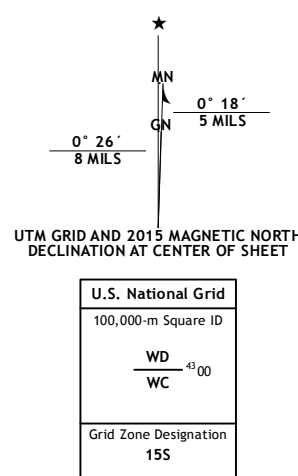 ★
MN
0° 18´
5 MILS
GN
0° 26´
8 MILS
UTM GRID AND 2015 MAGNETIC NORTH
DECLINATION AT CENTER OF SHEET
U.S. National Grid
100,000-m Square ID
WD
4300
WC
Grid Zone Designation
15S